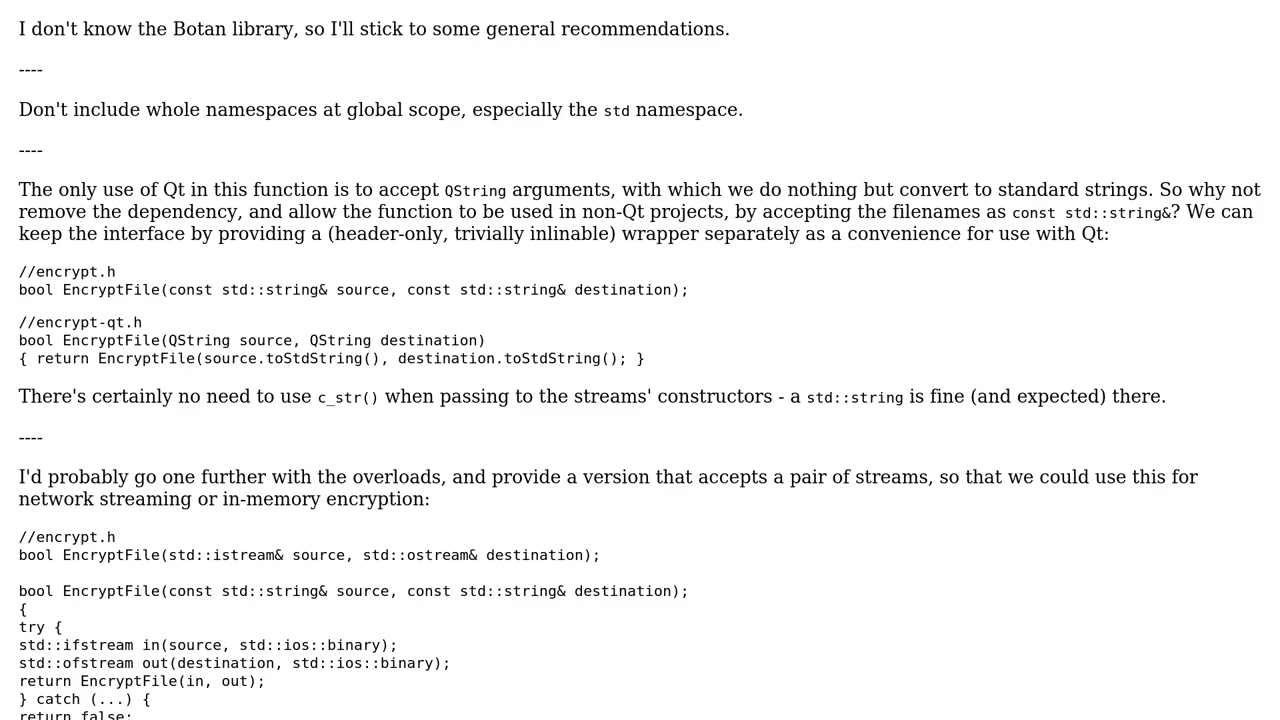 I don't know the Botan library, so I'll stick to some general recommendations.
----
Don't include whole namespaces at global scope, especially the std namespace.
----
The only use of Qt in this function is to accept QString arguments, with which we do nothing but convert to standard strings. So why not
remove the dependency, and allow the function to be used in non-Qt projects, by accepting the filenames as const std::string&? We can
keep the interface by providing a (header-only, trivially inlinable) wrapper separately as a convenience for use with Qt:
//encrypt.h
bool EncryptFile(const std::string& source, const std::string& destination);
//encrypt-qt.h
bool EncryptFile(QString source, QString destination)
{ return EncryptFile(source.toStdString(), destination.toStdString(); }
There's certainly no need to use c_str() when passing to the streams' constructors - a std::string is fine (and expected) there.
----
I'd probably go one further with the overloads, and provide a version that accepts a pair of streams, so that we could use this for
network streaming or in-memory encryption:
//encrypt.h
bool EncryptFile(std::istream& source, std::ostream& destination);
bool EncryptFile(const std::string& source, const std::string& destination);
{
try {
std::ifstream in(source, std::ios::binary);
std::ofstream out(destination, std::ios::binary);
return EncryptFile(in, out);
} catch (...) {
return false;